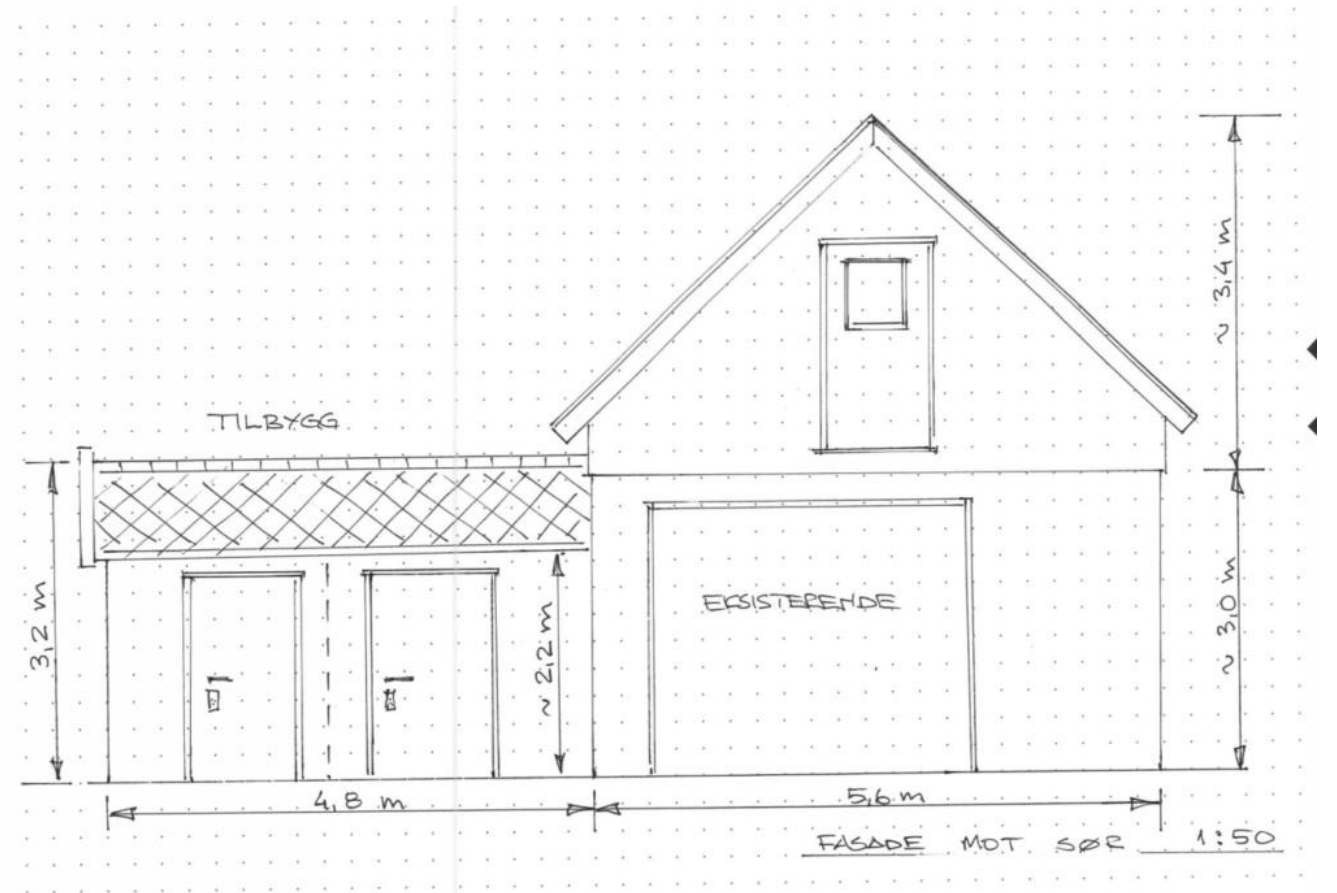 TILBYGG
~ 3,4 m
3,2 m
~ 2,2 m
EKSISTERENDE
~ 3,0 m
4,8 m
5,6 m
FASADE MOT SØR 1:50